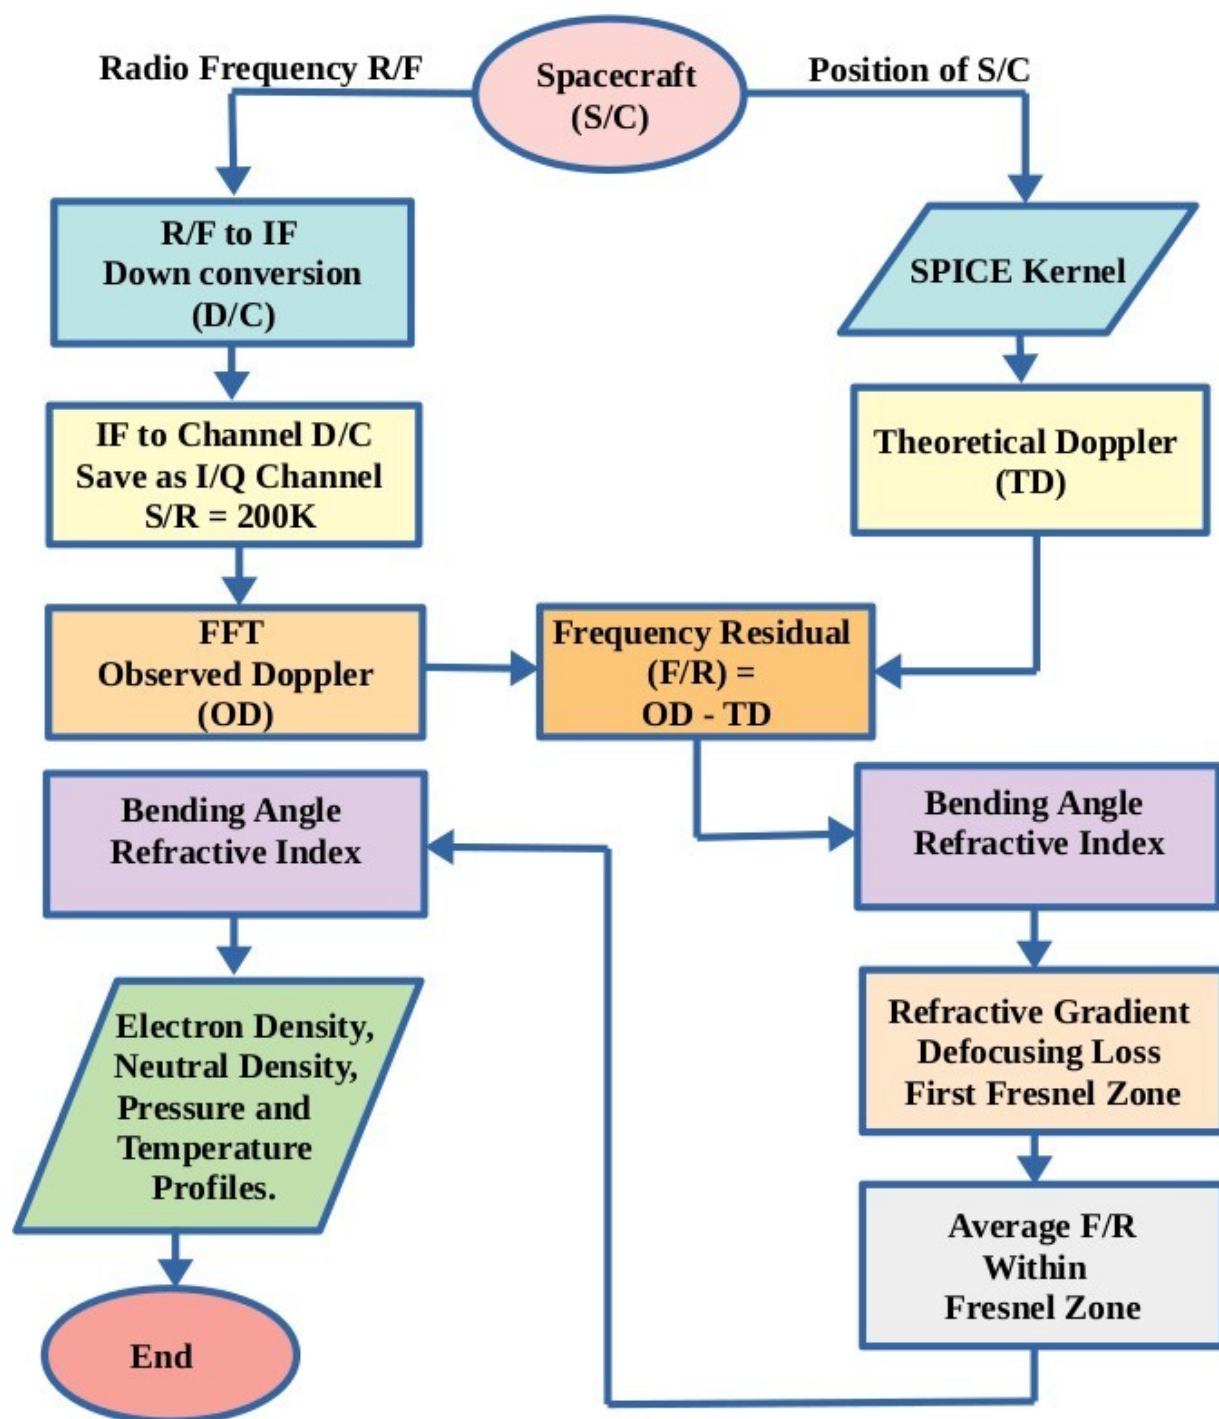 Radio Frequency R/F
Spacecraft
(S/C)
Position of S/C
R/F to IF
Down conversion
(D/C)
SPICE Kernel
IF to Channel D/C
Save as I/Q Channel
S/R = 200K
Theoretical Doppler
(TD)
FFT
Observed Doppler
(OD)
Frequency Residual
(F/R) =
OD - TD
Bending Angle
Refractive Index
Refractive Gradient
Defocusing Loss
First Fresnel Zone
Average F/R
Within
Fresnel Zone
Bending Angle
Refractive Index
Electron Density,
Neutral Density,
Pressure and
Temperature
Profiles.
End